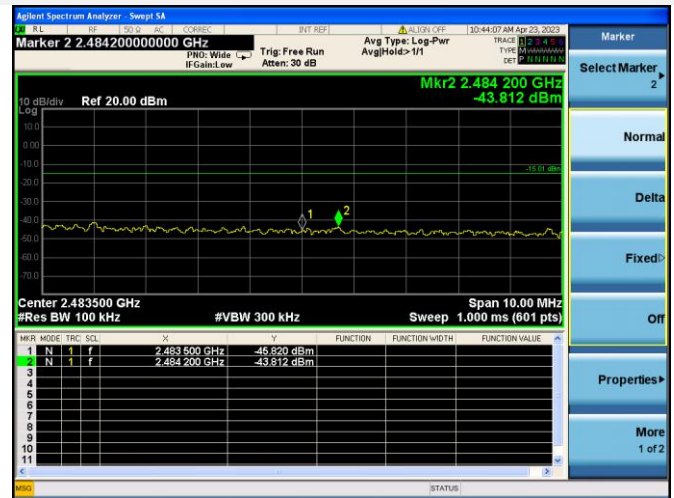 Agilent Spectrum Analyzer - Swept SA
RL RF 50 Ω AC CORREC INT REF ALIGN OFF 10:44:07 AM Apr 23, 2023
Marker 2 2.484200000000 GHz
PNO: Wide Trig: Free Run Avg Type: Log-Pwr TRACE 1 2 3 4 5 6
IFGain:Low Atten: 30 dB Avg|Hold>1/1 TYPE M
DET P N N N N N
Mkr2 2.484 200 GHz
10 dB/div Ref 20.00 dBm -43.812 dBm
Log
10.0
0.00
-10.0
-15.01 dBm
-20.0
-30.0
-40.0
1 2
-50.0
-60.0
-70.0
Center 2.483500 GHz Span 10.00 MHz
#Res BW 100 kHz #VBW 300 kHz Sweep 1.000 ms (601 pts)
MKR MODE TRC SCL X Y FUNCTION FUNCTION WIDTH FUNCTION VALUE
1 N 1 f 2.483 500 GHz -45.820 dBm
2 N 1 f 2.484 200 GHz -43.812 dBm
3
4
5
6
7
8
9
10
11
MSG STATUS
Marker
Select Marker
2
Normal
Delta
Fixed
Off
Properties
More
1 of 2